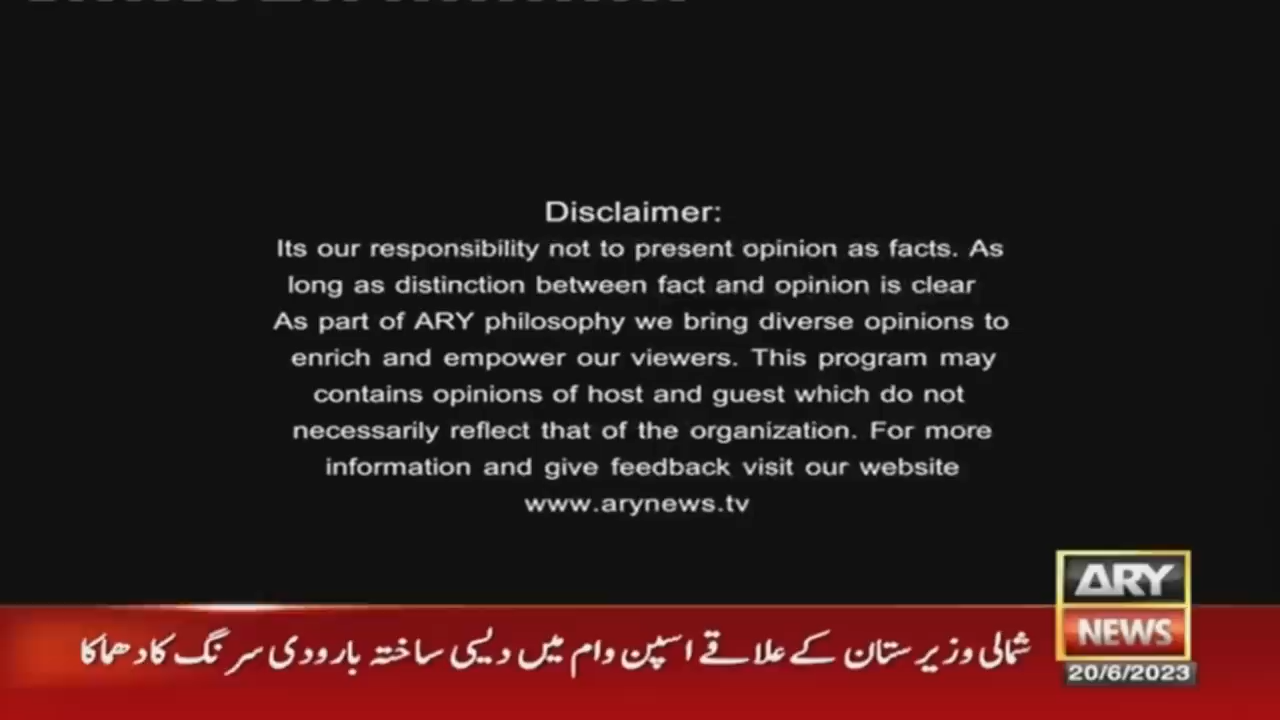 Disclaimer:
Its our responsibility not to present opinion as facts. As
long as distinction between fact and opinion is clear
As part of ARY philosophy we bring diverse opinions to
enrich and empower our viewers. This program may
contains opinions of host and guest which do not
necessarily reflect that of the organization. For more
information and give feedback visit our website
www.arynews.tv
ARY
NEWS
20/6/2023
شمالی وزیرستان کے علاقے اسپن وام میں دیسی ساختہ بارودی سرنگ کا دھماکا